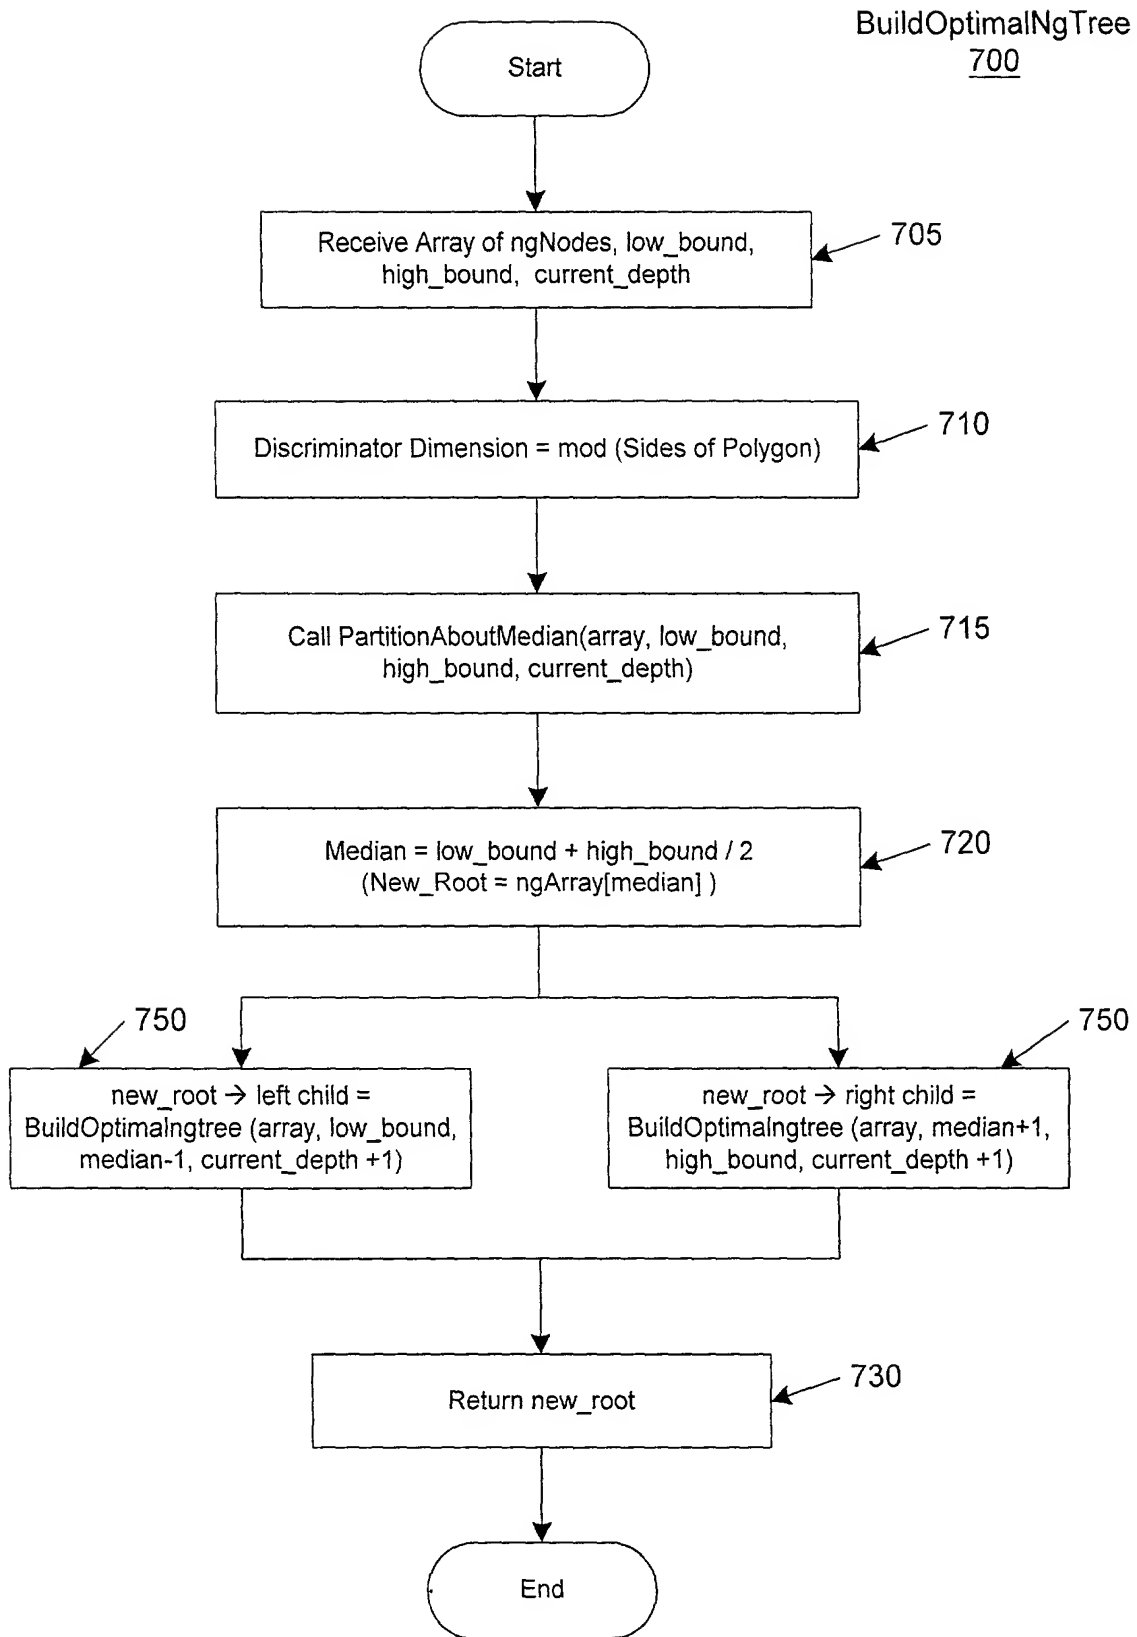 BuildOptimalNgTree
700
Start
Receive Array of ngNodes, low_bound,
high_bound, current_depth
705
Discriminator Dimension = mod (Sides of Polygon)
710
Call PartitionAboutMedian(array, low_bound,
high_bound, current_depth)
715
Median = low_bound + high_bound / 2
(New_Root = ngArray[median] )
720
750
new_root → left child =
BuildOptimalngtree (array, low_bound,
median-1, current_depth +1)
750
new_root → right child =
BuildOptimalngtree (array, median+1,
high_bound, current_depth +1)
Return new_root
730
End